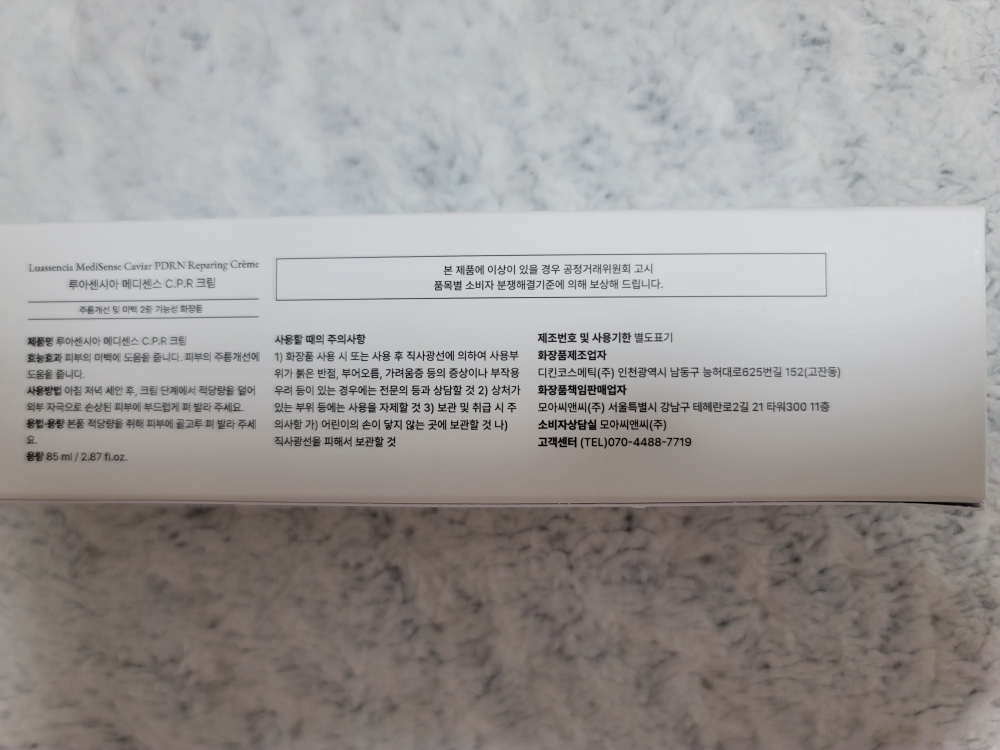 Luassencia MediSense Caviar PDRN Reparing Crème
루아센시아 메디센스 C.P.R 크림
주름개선 및 미백 2중 기능성 화장품
제품명 루아센시아 메디센스 C.P.R 크림
효능효과 피부의 미백에 도움을 준니다. 피부의 주름개선에
도움을 준니다.
사용방법 아침 저녁 세안 후, 크림 단계에서 적당량을 덜어
외부 자극으로 손상된 피부에 부드럽게 펴 발라 주세요.
용법·용량 본품 적당량을 취해 피부에 골고루 펴 발라 주세
요.
용량 85 ml / 2.87 fl.oz.
본 제품에 이상이 있을 경우 공정거래위원회 고시
품목별 소비자 분쟁해결기준에 의해 보상해 드립니다.
사용할 때의 주의사항
1) 화장품 사용 시 또는 사용 후 직사광선에 의하여 사용부
위가 붉은 반점, 부어오름, 가려움증 등의 증상이나 부작용
우려 등이 있는 경우에는 전문의 등과 상담할 것 2) 상처가
있는 부위 등에는 사용을 자제할 것 3) 보관 및 취급 시 주
의사항 가) 어린이의 손이 닿지 않는 곳에 보관할 것 나)
직사광선을 피해서 보관할 것
제조번호 및 사용기한 별도표기
화장품제조업자
디킨코스메틱(주) 인천광역시 남동구 능허대로625번길 152(고잔동)
화장품책임판매업자
모아씨앤씨(주) 서울특별시 강남구 테헤란로2길 21 타워300 11층
소비자상담실 모아씨앤씨(주)
고객센터 (TEL)070-4488-7719